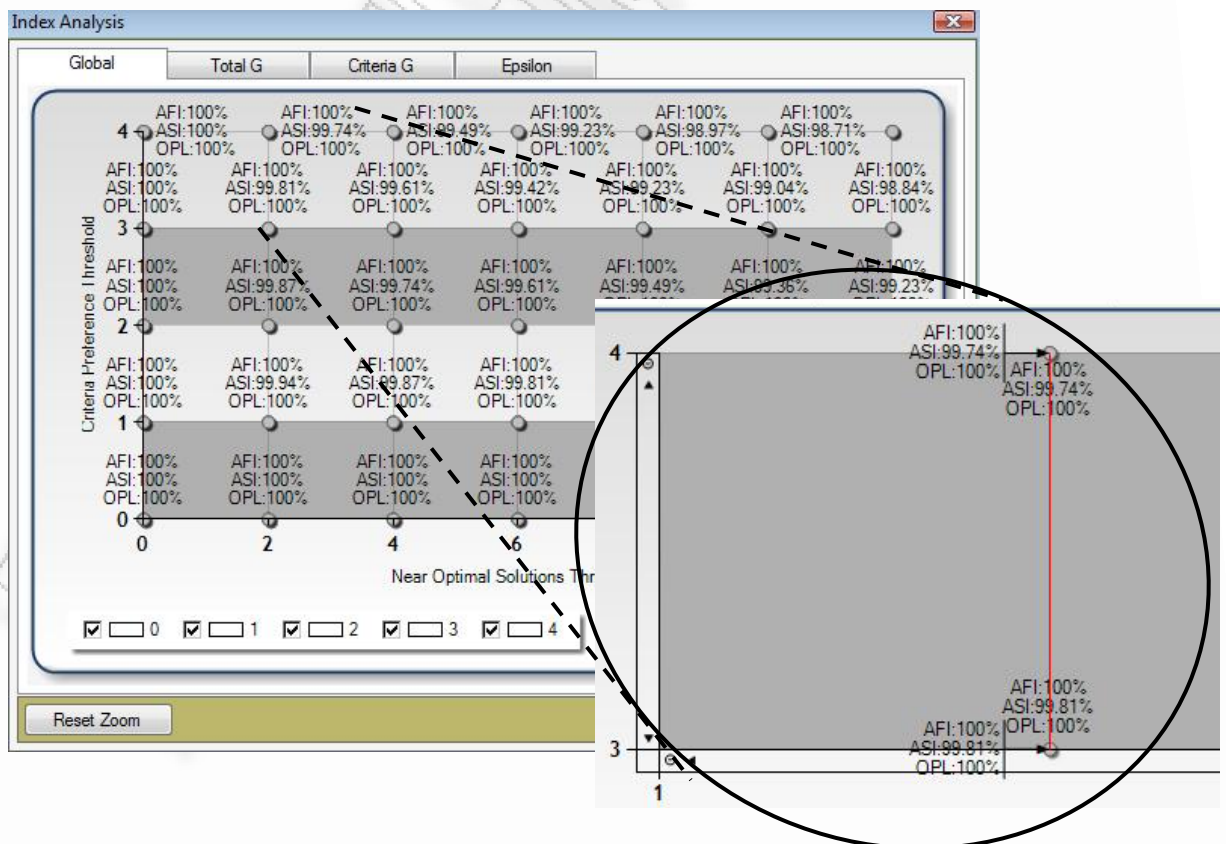 Index Analysis
Global Total G Criteria G Epsilon
AFI:100% AFI:100% AFI:100% AFI:100% AFI:100% AFI:100%
4 ASI:100% ASI:99.74% ASI:99.49% ASI:99.23% ASI:98.97% ASI:98.71%
OPL:100% OPL:100% OPL:100% OPL:100% OPL:100% OPL:100%
AFI:100% AFI:100% AFI:100% AFI:100% AFI:100% AFI:100% AFI:100%
ASI:100% ASI:99.81% ASI:99.61% ASI:99.42% ASI:99.23% ASI:99.04% ASI:98.84%
OPL:100% OPL:100% OPL:100% OPL:100% OPL:100% OPL:100% OPL:100%
3
AFI:100% AFI:100% AFI:100% AFI:100% AFI:100% AFI:100% AFI:100%
ASI:100% ASI:99.87% ASI:99.74% ASI:99.61% ASI:99.49% ASI:99.36% ASI:99.23%
OPL:100% OPL:100% OPL:100% OPL:100%
2
AFI:100% AFI:100% AFI:100% AFI:100%
ASI:100% ASI:99.94% ASI:99.87% ASI:99.81%
OPL:100% OPL:100% OPL:100% OPL:100%
1
AFI:100% AFI:100% AFI:100% AFI:100%
ASI:100% ASI:100% ASI:100% ASI:100%
OPL:100% OPL:100% OPL:100% OPL:100%
0
0 2 4 6
Criteria Preference Threshold
Near Optimal Solutions Thr
0 1 2 3 4
Reset Zoom
AFI:100%
4 ASI:99.74%
OPL:100% AFI:100%
ASI:99.74%
OPL:100%
AFI:100%
ASI:99.81%
AFI:100% OPL:100%
3 ASI:99.81%
OPL:100%
1